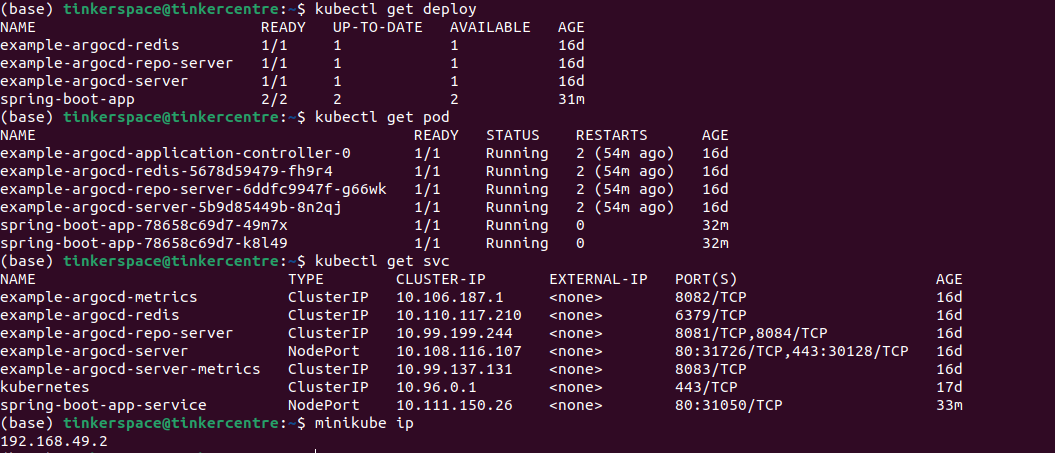 (base) tinkerspace@tinkercentre:~$ kubectl get deploy
NAME READY UP-TO-DATE AVAILABLE AGE
example-argocd-redis 1/1 1 1 16d
example-argocd-repo-server 1/1 1 1 16d
example-argocd-server 1/1 1 1 16d
spring-boot-app 2/2 2 2 31m
(base) tinkerspace@tinkercentre:~$ kubectl get pod
NAME READY STATUS RESTARTS AGE
example-argocd-application-controller-0 1/1 Running 2 (54m ago) 16d
example-argocd-redis-5678d59479-fh9r4 1/1 Running 2 (54m ago) 16d
example-argocd-repo-server-6ddfc9947f-g66wk 1/1 Running 2 (54m ago) 16d
example-argocd-server-5b9d85449b-8n2qj 1/1 Running 2 (54m ago) 16d
spring-boot-app-78658c69d7-49m7x 1/1 Running 0 32m
spring-boot-app-78658c69d7-k8l49 1/1 Running 0 32m
(base) tinkerspace@tinkercentre:~$ kubectl get svc
NAME TYPE CLUSTER-IP EXTERNAL-IP PORT(S) AGE
example-argocd-metrics ClusterIP 10.106.187.1 <none> 8082/TCP 16d
example-argocd-redis ClusterIP 10.110.117.210 <none> 6379/TCP 16d
example-argocd-repo-server ClusterIP 10.99.199.244 <none> 8081/TCP,8084/TCP 16d
example-argocd-server NodePort 10.108.116.107 <none> 80:31726/TCP,443:30128/TCP 16d
example-argocd-server-metrics ClusterIP 10.99.137.131 <none> 8083/TCP 16d
kubernetes ClusterIP 10.96.0.1 <none> 443/TCP 17d
spring-boot-app-service NodePort 10.111.150.26 <none> 80:31050/TCP 33m
(base) tinkerspace@tinkercentre:~$ minikube ip
192.168.49.2